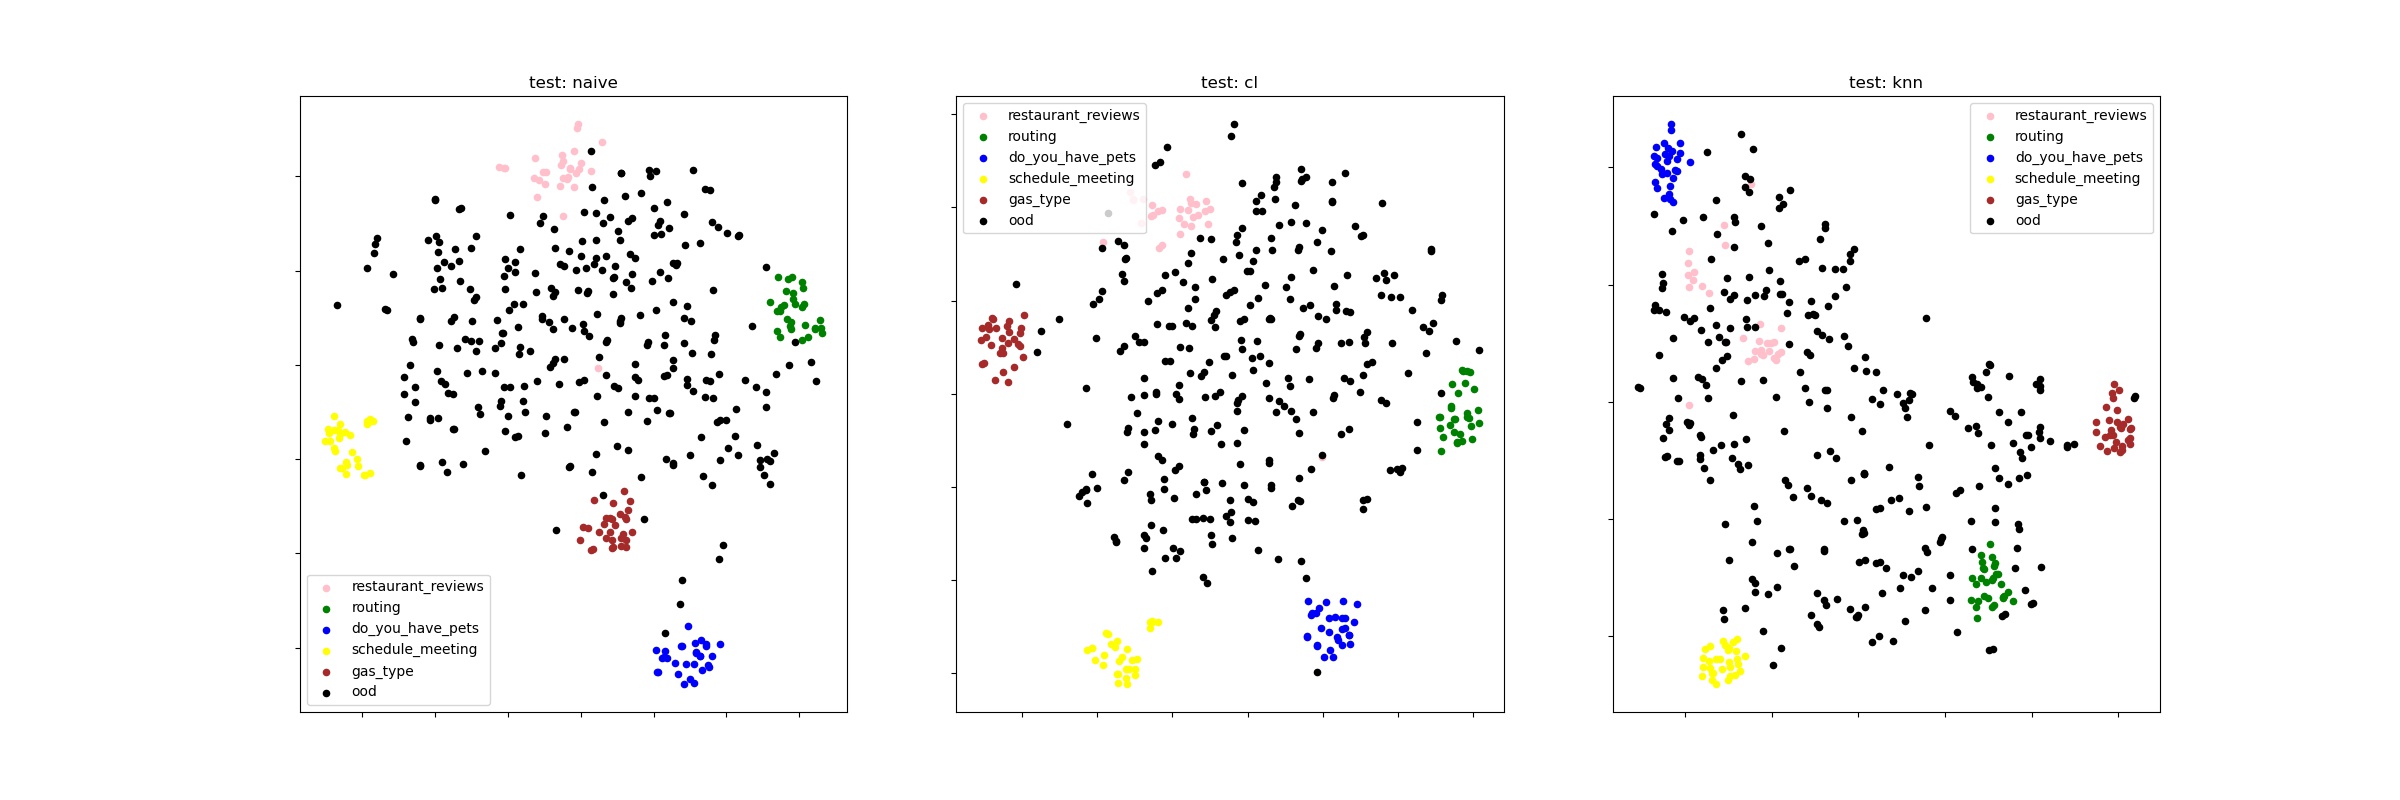 test: naive
restaurant_reviews
routing
do_you_have_pets
schedule_meeting
gas_type
ood
test: cl
restaurant_reviews
routing
do_you_have_pets
schedule_meeting
gas_type
ood
test: knn
restaurant_reviews
routing
do_you_have_pets
schedule_meeting
gas_type
ood